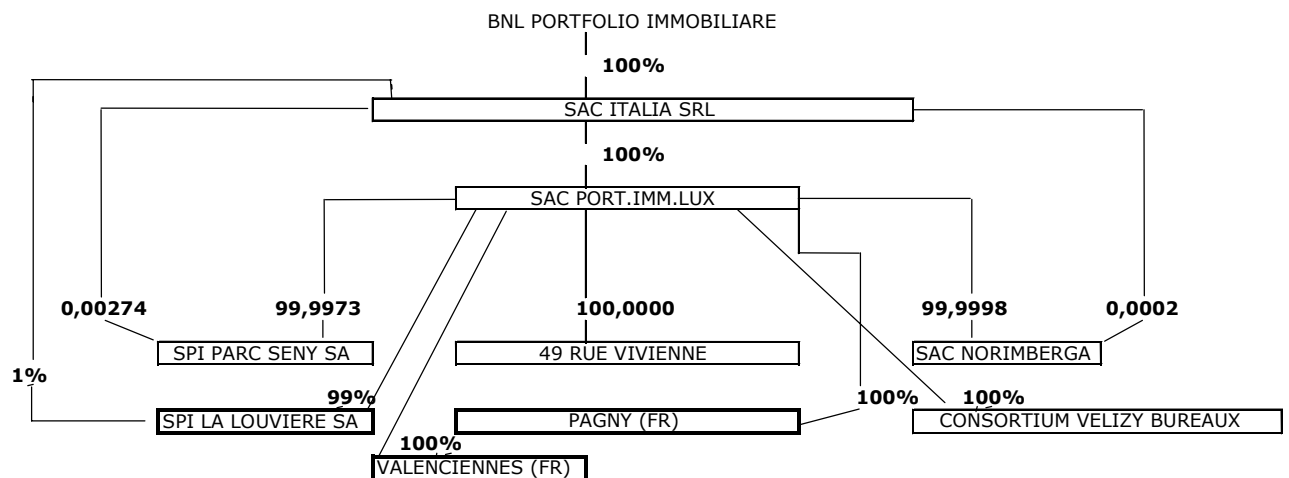 BNL PORTFOLIO IMMOBILIARE
100%
SAC ITALIA SRL
100%
SAC PORT.IMM.LUX
0,00274 99,9973 100,0000 99,9998 0,0002
SPI PARC SENY SA 49 RUE VIVIENNE SAC NORIMBERGA
1%
99% 100% 100%
SPI LA LOUVIERE SA PAGNY (FR) CONSORTIUM VELIZY BUREAUX
100%
VALENCIENNES (FR)